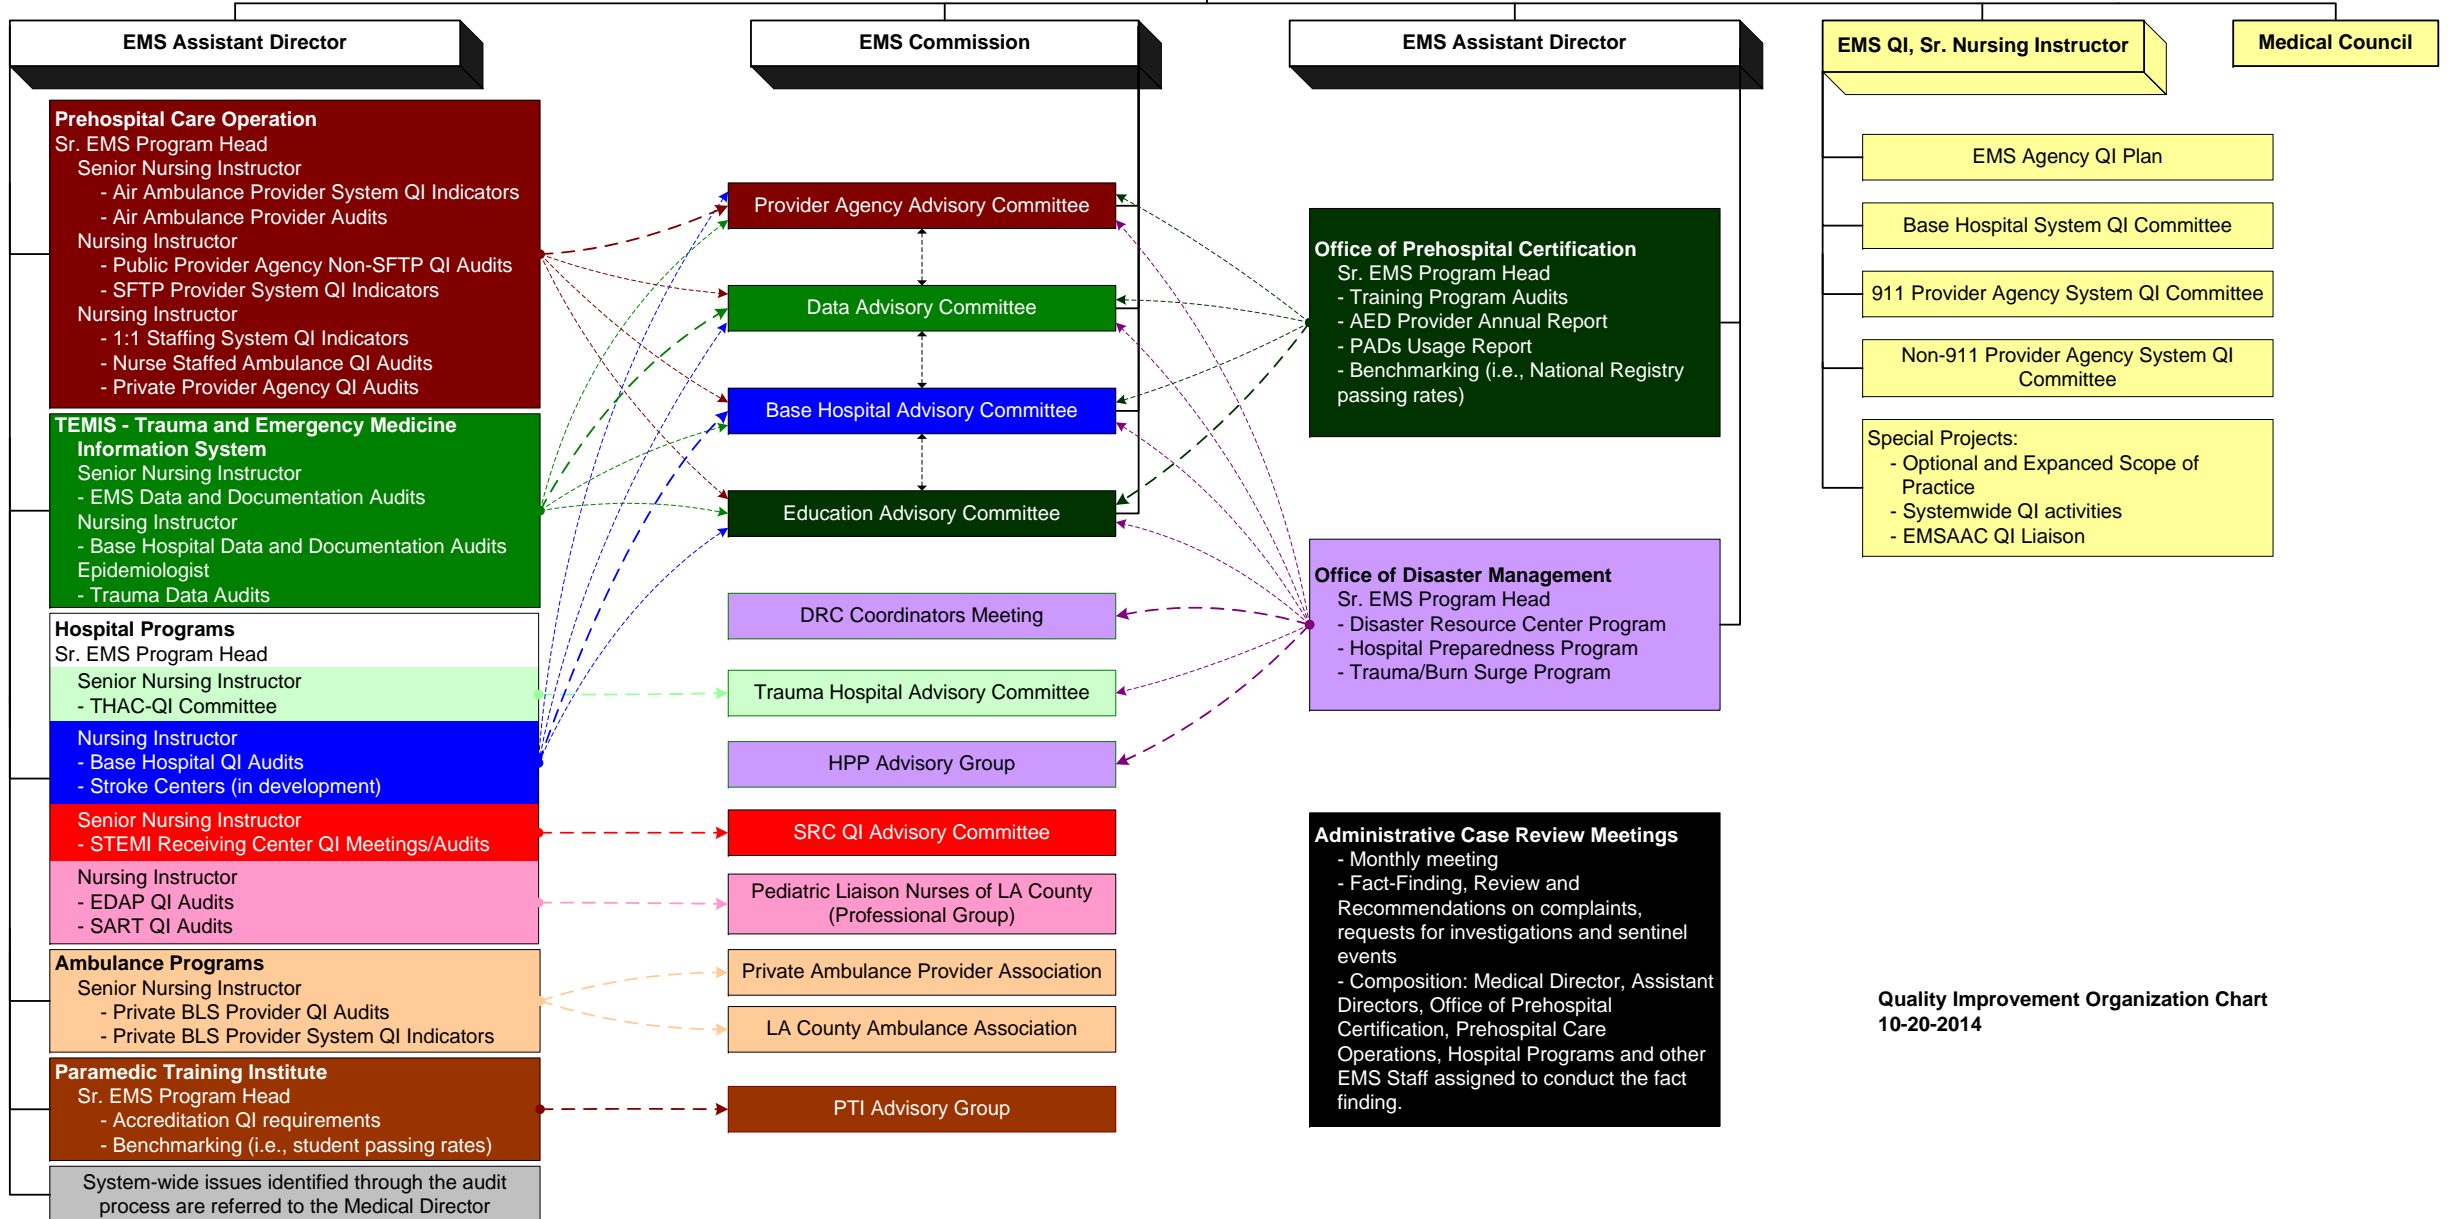 EMS Assistant Director
EMS Commission
EMS Assistant Director
EMS QI, Sr. Nursing Instructor
Medical Council
Prehospital Care Operation
Sr. EMS Program Head
Senior Nursing Instructor
- Air Ambulance Provider System QI Indicators
- Air Ambulance Provider Audits
Nursing Instructor
- Public Provider Agency Non-SFTP QI Audits
- SFTP Provider System QI Indicators
Nursing Instructor
- 1:1 Staffing System QI Indicators
- Nurse Staffed Ambulance QI Audits
- Private Provider Agency QI Audits
TEMIS - Trauma and Emergency Medicine
Information System
Senior Nursing Instructor
- EMS Data and Documentation Audits
Nursing Instructor
- Base Hospital Data and Documentation Audits
Epidemiologist
- Trauma Data Audits
Hospital Programs
Sr. EMS Program Head
Senior Nursing Instructor
- THAC-QI Committee
Nursing Instructor
- Base Hospital QI Audits
- Stroke Centers (in development)
Senior Nursing Instructor
- STEMI Receiving Center QI Meetings/Audits
Nursing Instructor
- EDAP QI Audits
- SART QI Audits
Ambulance Programs
Senior Nursing Instructor
- Private BLS Provider QI Audits
- Private BLS Provider System QI Indicators
Paramedic Training Institute
Sr. EMS Program Head
- Accreditation QI requirements
- Benchmarking (i.e., student passing rates)
System-wide issues identified through the audit
process are referred to the Medical Director
Provider Agency Advisory Committee
Data Advisory Committee
Base Hospital Advisory Committee
Education Advisory Committee
DRC Coordinators Meeting
Trauma Hospital Advisory Committee
HPP Advisory Group
SRC QI Advisory Committee
Pediatric Liaison Nurses of LA County
(Professional Group)
Private Ambulance Provider Association
LA County Ambulance Association
PTI Advisory Group
Office of Prehospital Certification
Sr. EMS Program Head
- Training Program Audits
- AED Provider Annual Report
- PADs Usage Report
- Benchmarking (i.e., National Registry
passing rates)
Office of Disaster Management
Sr. EMS Program Head
- Disaster Resource Center Program
- Hospital Preparedness Program
- Trauma/Burn Surge Program
Administrative Case Review Meetings
- Monthly meeting
- Fact-Finding, Review and
Recommendations on complaints,
requests for investigations and sentinel
events
- Composition: Medical Director, Assistant
Directors, Office of Prehospital
Certification, Prehospital Care
Operations, Hospital Programs and other
EMS Staff assigned to conduct the fact
finding.
EMS Agency QI Plan
Base Hospital System QI Committee
911 Provider Agency System QI Committee
Non-911 Provider Agency System QI
Committee
Special Projects:
- Optional and Expanced Scope of
Practice
- Systemwide QI activities
- EMSAAC QI Liaison
Quality Improvement Organization Chart
10-20-2014